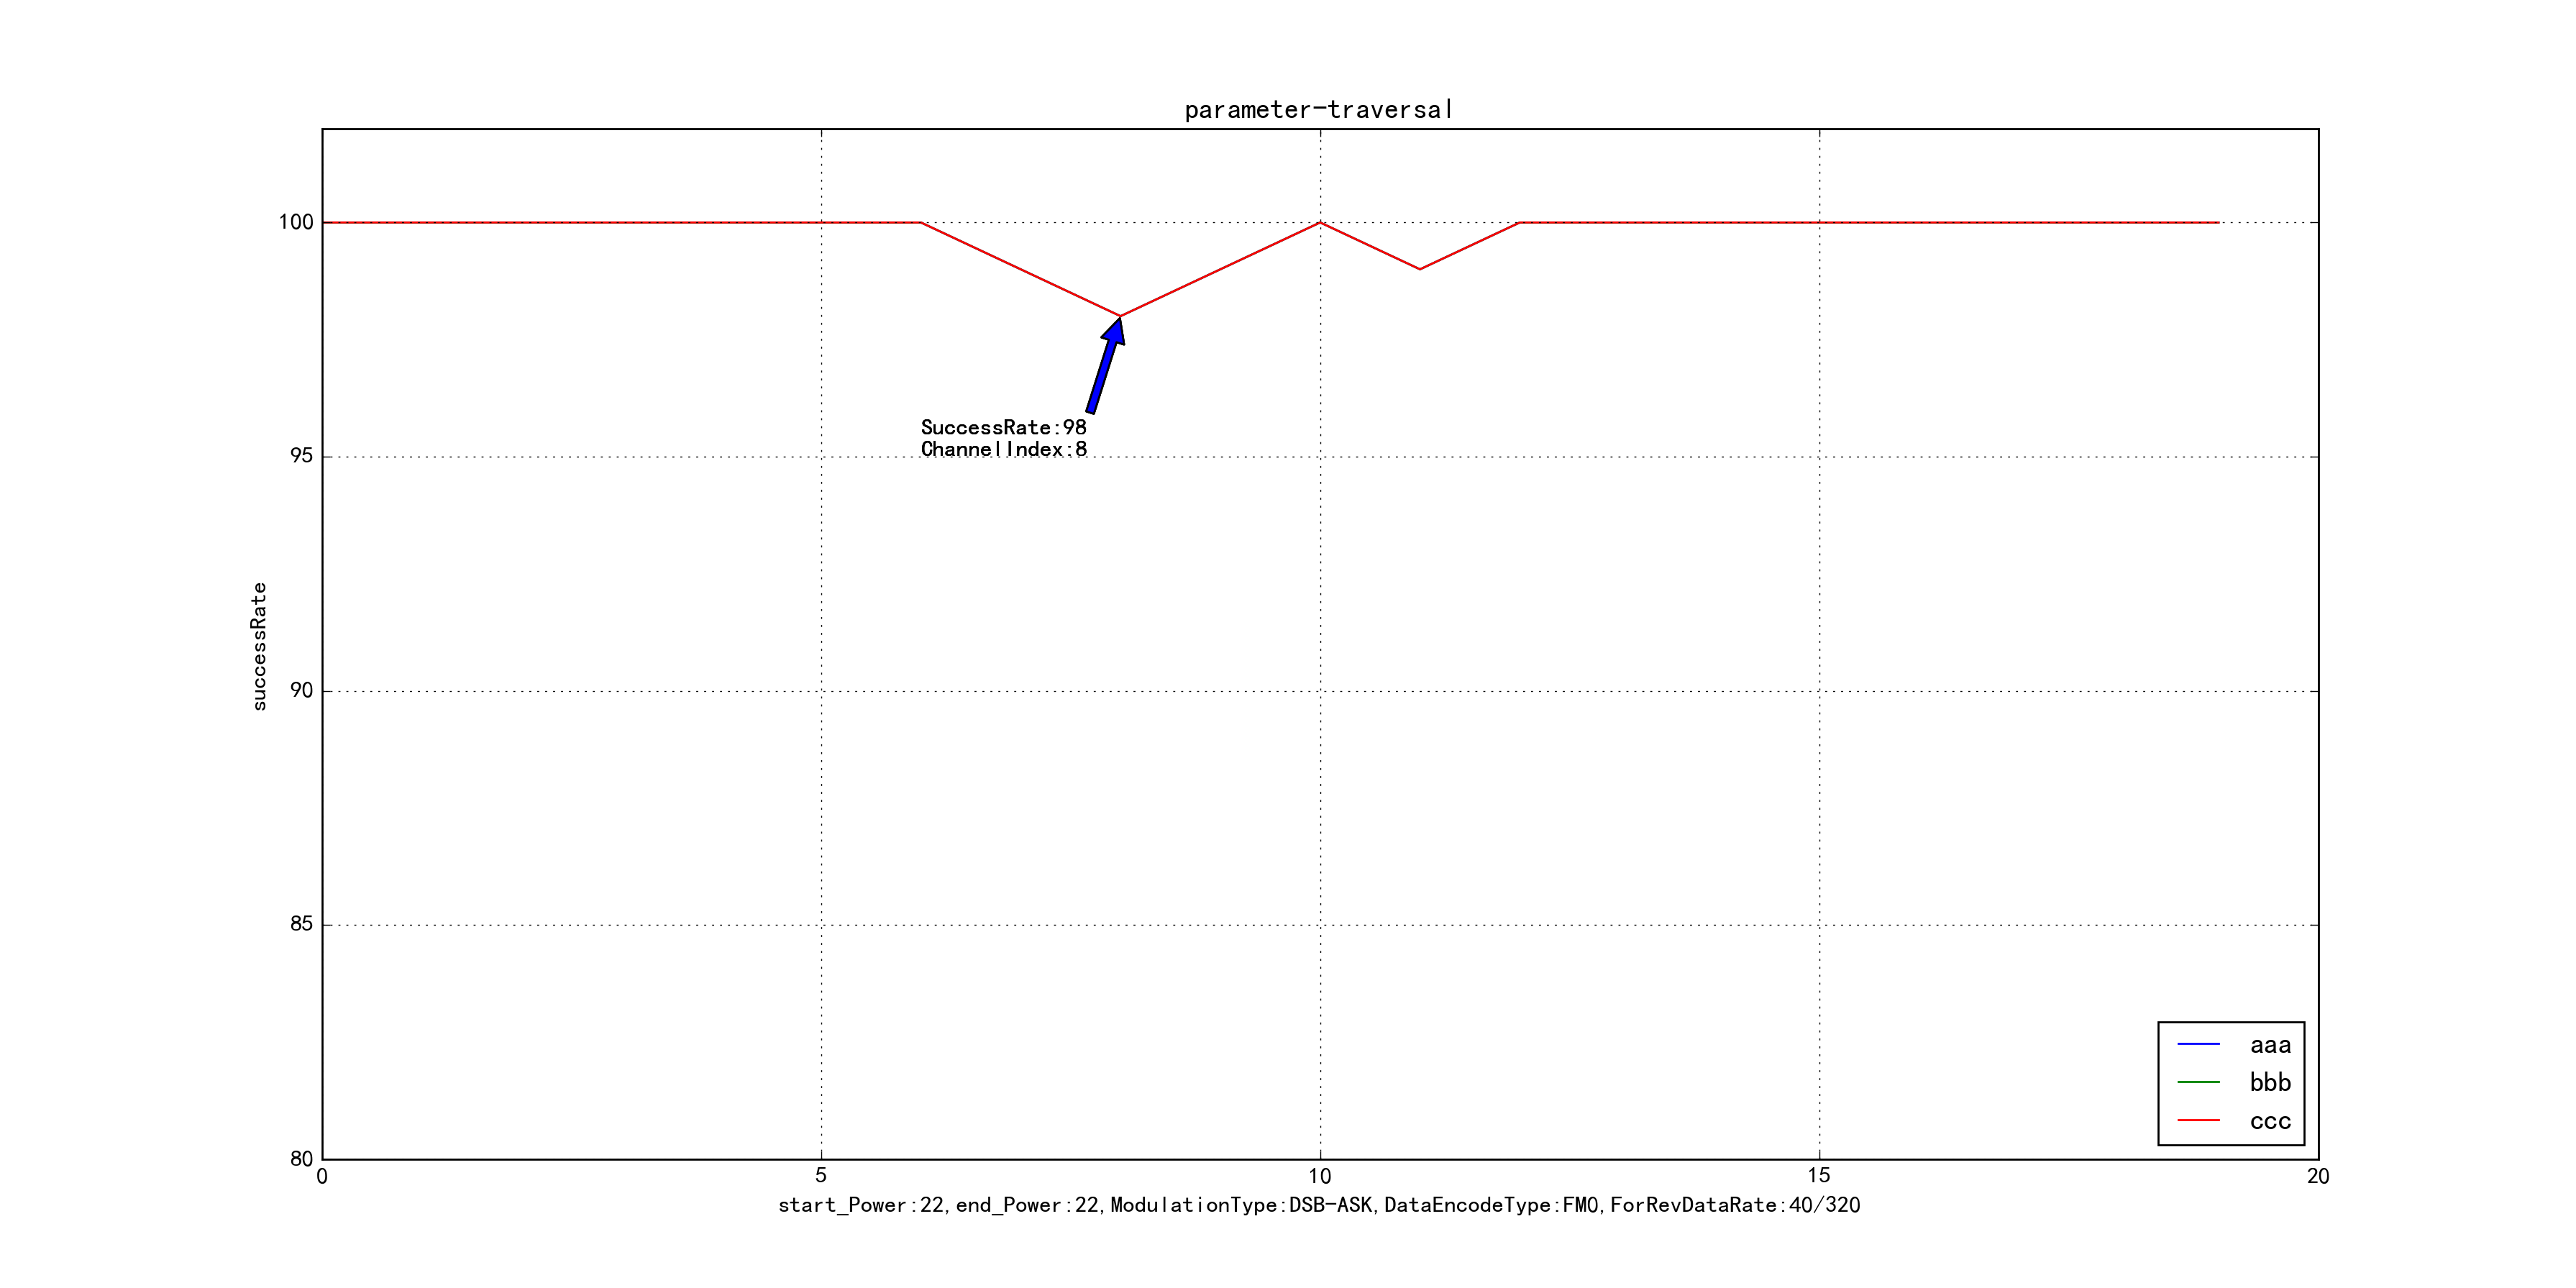 parameter-traversal
100
95
90
85
80
successRate
SuccessRate:98
ChannelIndex:8
aaa
bbb
ccc
0 5 10 15 20
start_Power:22,end_Power:22,ModulationType:DSB-ASK,DataEncodeType:FM0,ForRevDataRate:40/320